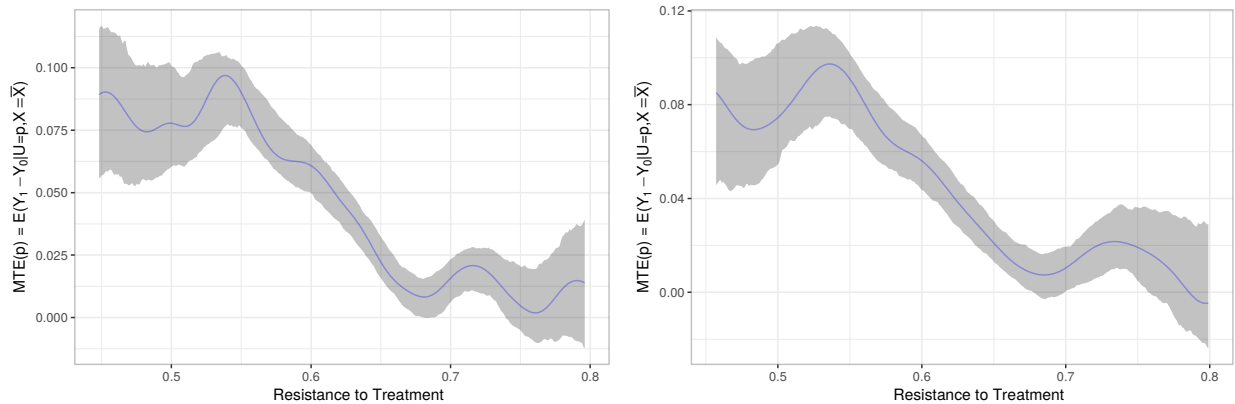 MTE(p) = E(Y₁ − Y₀|U=p,X=X̅)
0.100
0.075
0.050
0.025
0.000
0.5 0.6 0.7 0.8
Resistance to Treatment
MTE(p) = E(Y₁ − Y₀|U=p,X=X̅)
0.12
0.08
0.04
0.00
0.5 0.6 0.7 0.8
Resistance to Treatment